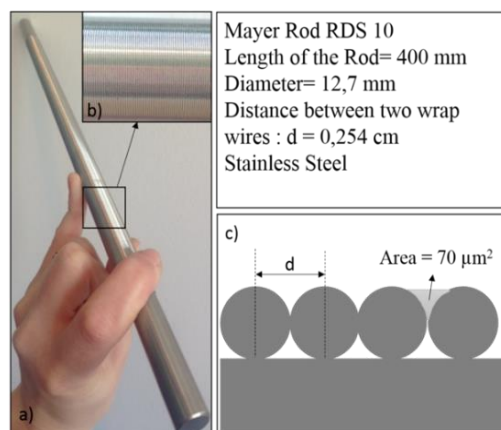 b)
a)
Mayer Rod RDS 10
Length of the Rod= 400 mm
Diameter= 12,7 mm
Distance between two wrap
wires : d = 0,254 cm
Stainless Steel
c)
d
Area = 70 µm²